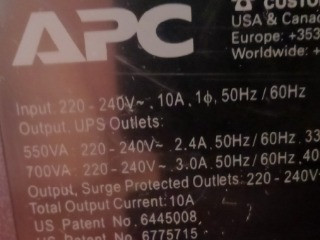 APC
☎ CUSTO
USA & Cana
Europe: +353
Worldwide: +
Input: 220 - 240V~, 10A, 1ϕ, 50Hz / 60Hz
Output, UPS Outlets:
550VA: 220 - 240V~, 2.4A, 50Hz / 60Hz, 33
700VA: 220 - 240V~, 3.0A, 50Hz / 60Hz, 40
Output, Surge Protected Outlets: 220 - 240V~
Total Output Current: 10A
US Patent No. 6445008,
US Patent No. 6775715